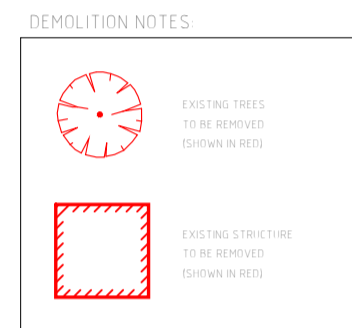 DEMOLITION NOTES:
EXISTING TREES
TO BE REMOVED
(SHOWN IN RED)
EXISTING STRUCTURE
TO BE REMOVED
(SHOWN IN RED)